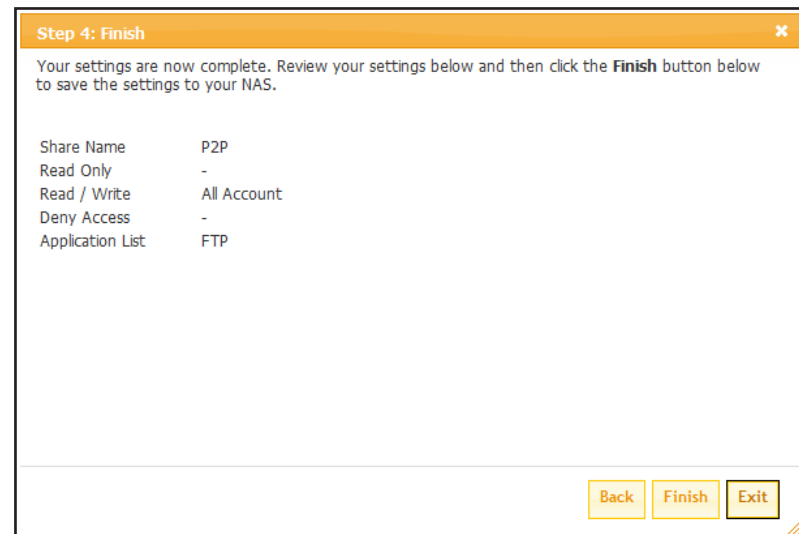 Step 4: Finish
Your settings are now complete. Review your settings below and then click the Finish button below
to save the settings to your NAS.
Share Name P2P
Read Only -
Read / Write All Account
Deny Access -
Application List FTP
Back Finish Exit